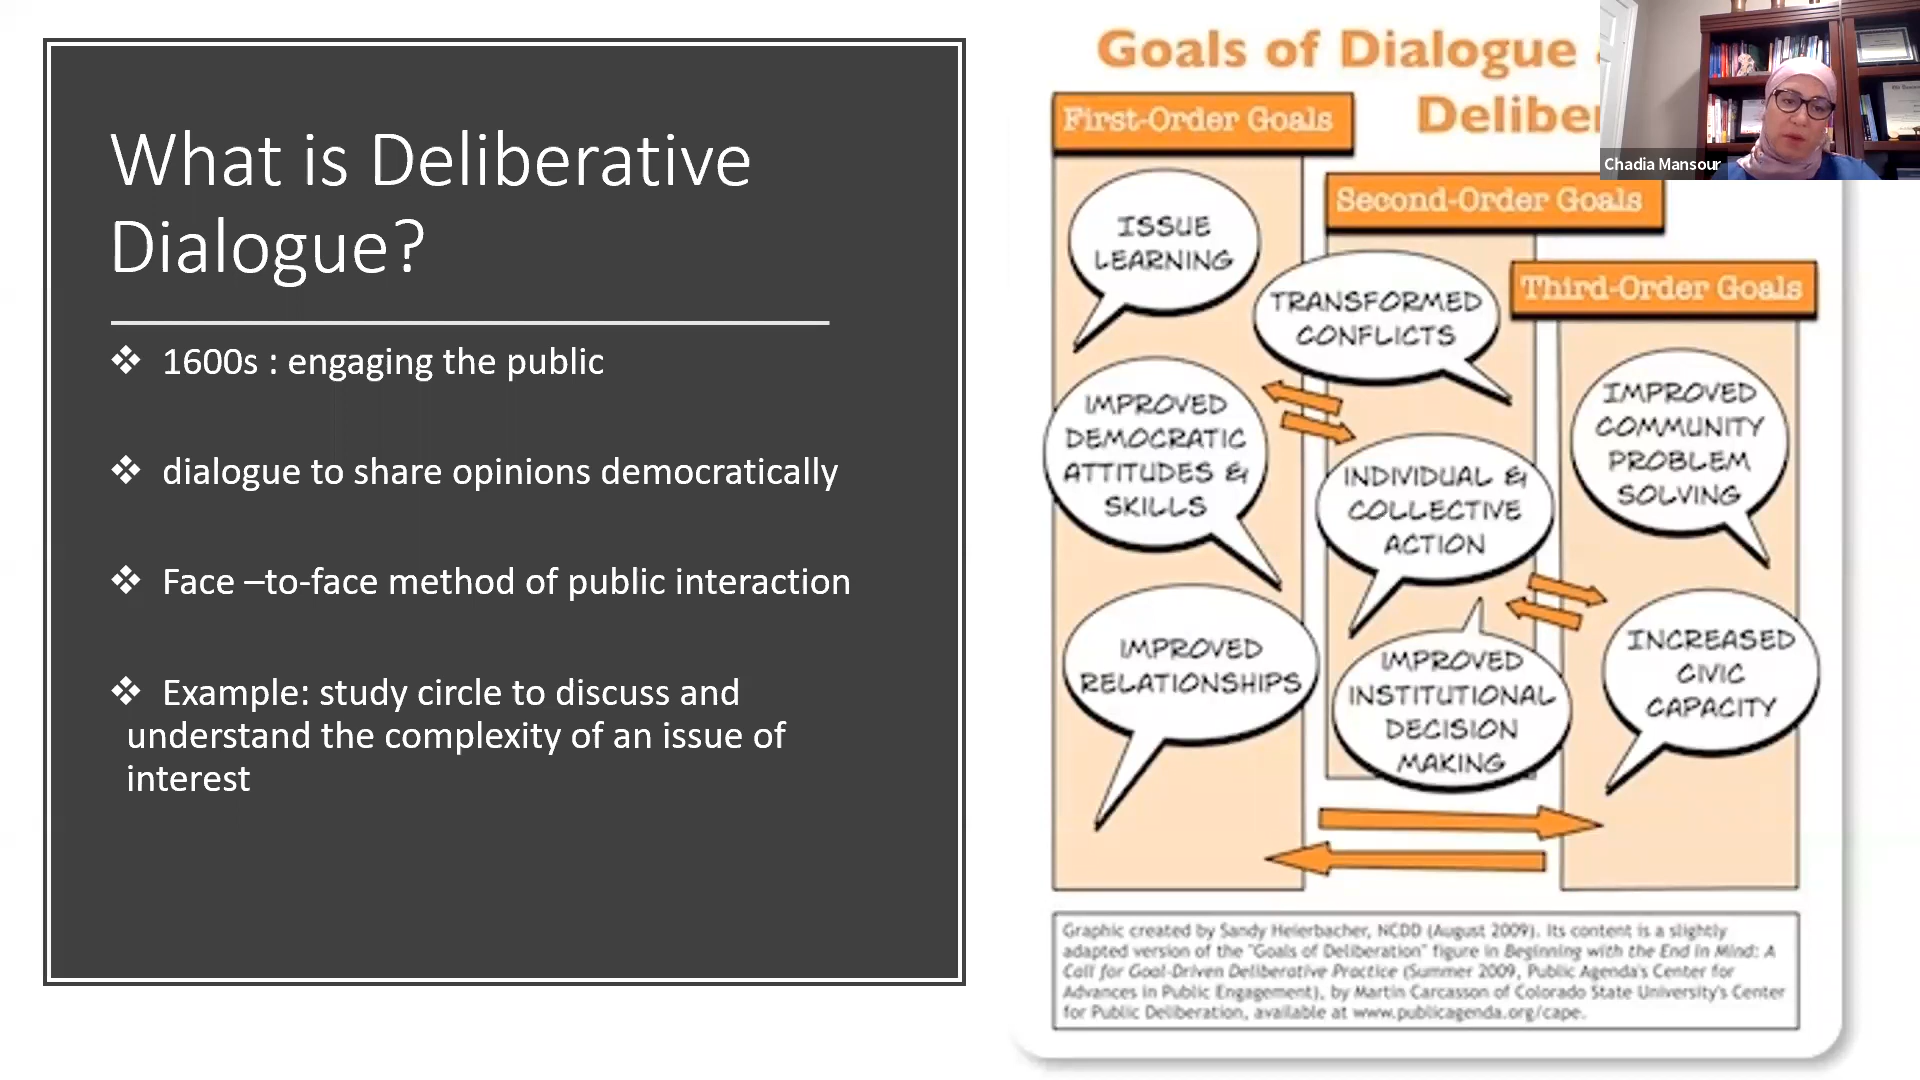 What is Deliberative
Dialogue?
❖ 1600s : engaging the public
❖ dialogue to share opinions democratically
❖ Face –to-face method of public interaction
❖ Example: study circle to discuss and
understand the complexity of an issue of
interest
Goals of Dialogue
Deliber
First-Order Goals
ISSUE
LEARNING
IMPROVED
DEMOCRATIC
ATTITUDES &
SKILLS
IMPROVED
RELATIONSHIPS
Second-Order Goals
TRANSFORMED
CONFLICTS
INDIVIDUAL &
COLLECTIVE
ACTION
IMPROVED
INSTITUTIONAL
DECISION
MAKING
Third-Order Goals
IMPROVED
COMMUNITY
PROBLEM
SOLVING
INCREASED
CIVIC
CAPACITY
Graphic created by Sandy Heierbacher, NCDD (August 2009). Its content is a slightly
adapted version of the "Goals of Deliberation" figure in Beginning with the End in Mind: A
Call for Goal-Driven Deliberative Practice (Summer 2009, Public Agenda's Center for
Advances in Public Engagement), by Martin Carcasson of Colorado State University's Center
for Public Deliberation, available at www.publicagenda.org/cape.
Chadia Mansour